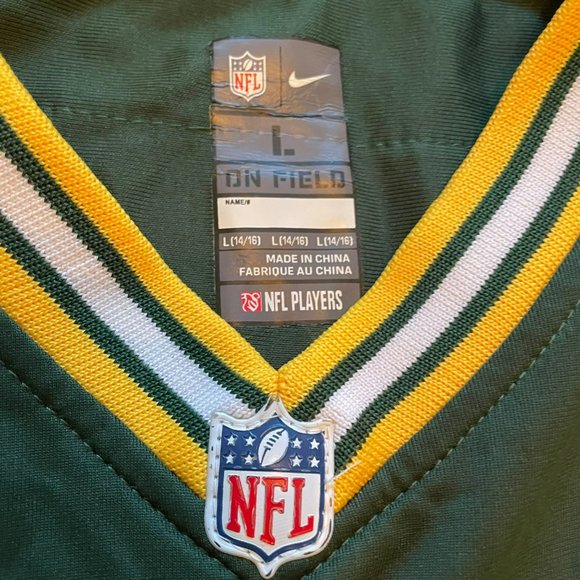 NFL
L
ON FIELD
NAME/#
L (14/16) L (14/16) L (14/16)
MADE IN CHINA
FABRIQUE AU CHINA
NFL PLAYERS
NFL